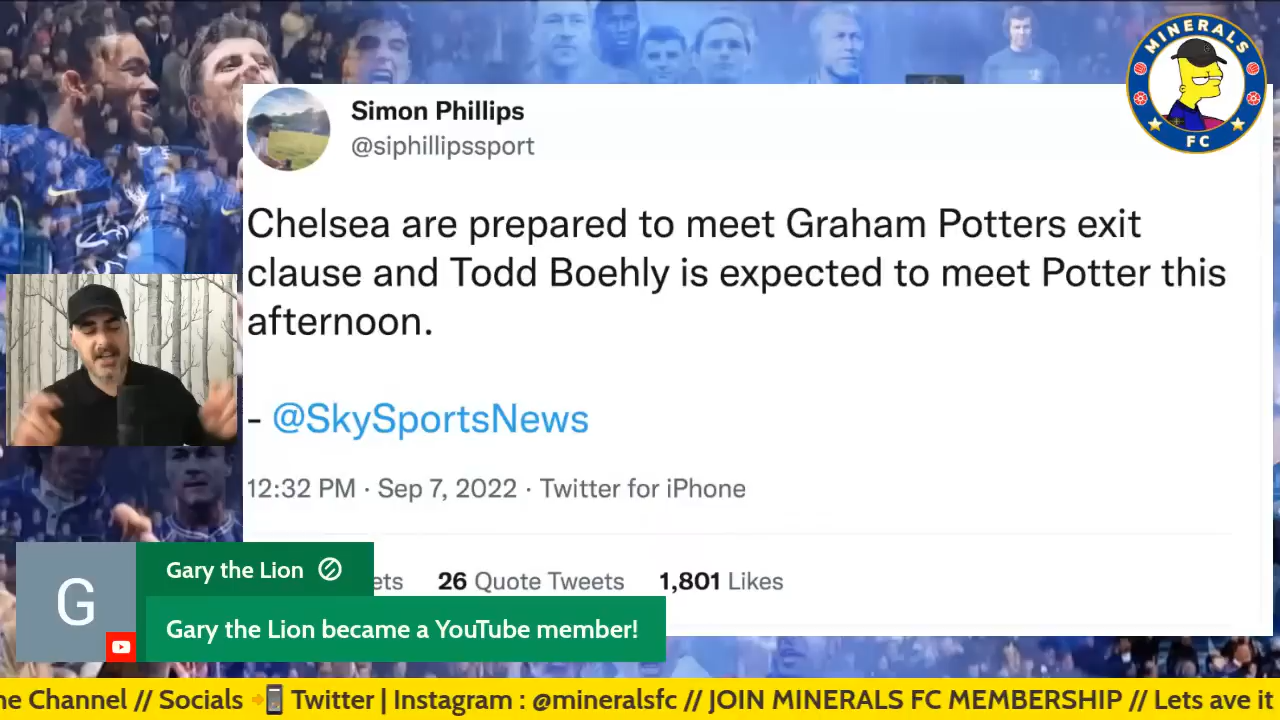 MINERALS
FC
Simon Phillips
@siphillipssport
Chelsea are prepared to meet Graham Potters exit
clause and Todd Boehly is expected to meet Potter this
afternoon.
- @SkySportsNews
12:32 PM · Sep 7, 2022 · Twitter for iPhone
ets 26 Quote Tweets 1,801 Likes
G
Gary the Lion
Gary the Lion became a YouTube member!
ne Channel // Socials 📲 Twitter | Instagram : @mineralsfc // JOIN MINERALS FC MEMBERSHIP // Lets ave it